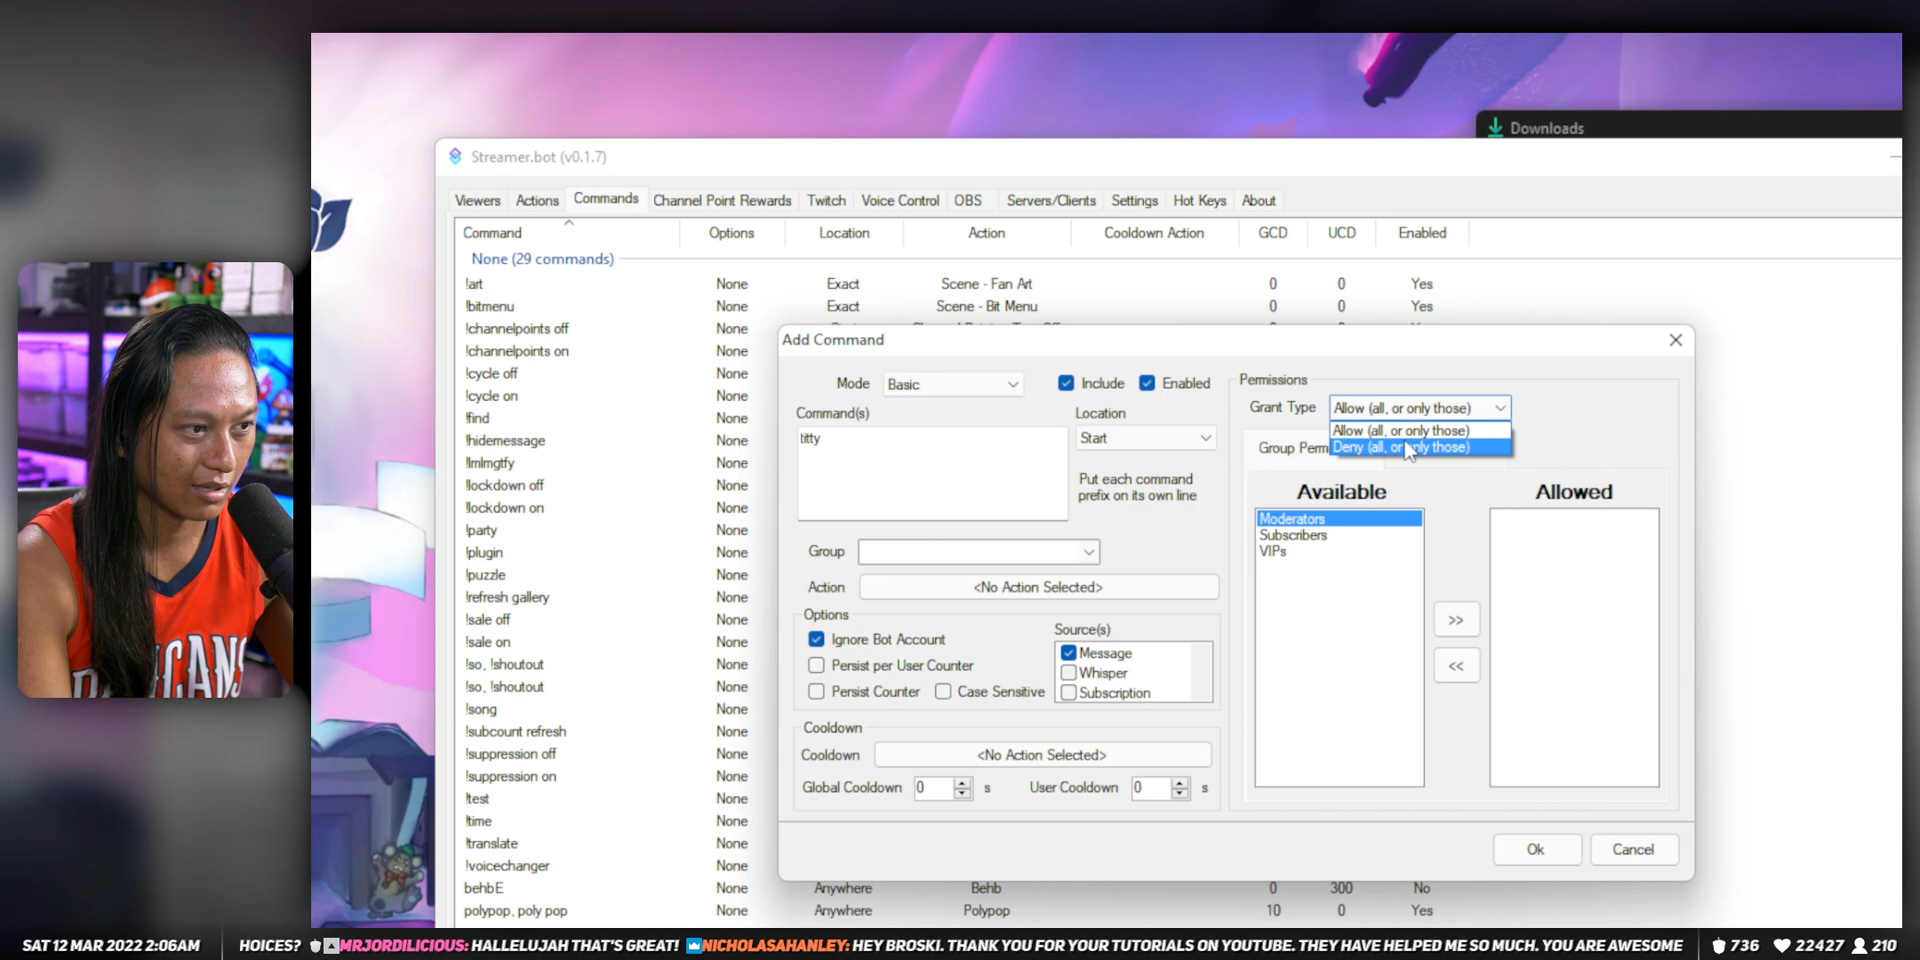 Downloads
Streamer.bot (v0.1.7)
Viewers Actions Commands Channel Point Rewards Twitch Voice Control OBS Servers/Clients Settings Hot Keys About
Command Options Location Action Cooldown Action GCD UCD Enabled
None (29 commands)
!art None Exact Scene - Fan Art 0 0 Yes
!bitmenu None Exact Scene - Bit Menu 0 0 Yes
!channelpoints off None
!channelpoints on None
!cycle off None
!cycle on None
!find None
!hidemessage None
!lmlmgtfy None
!lockdown off None
!lockdown on None
!party None
!plugin None
!puzzle None
!refresh gallery None
!sale off None
!sale on None
!so, !shoutout None
!so, !shoutout None
!song None
!subcount refresh None
!suppression off None
!suppression on None
!test None
!time None
!translate None
!voicechanger None
behbE None Anywhere Behb 0 300 No
polypop, poly pop None Anywhere Polypop 10 0 Yes
Add Command
Mode Basic Include Enabled
Command(s) Location
titty Start
Put each command
prefix on its own line
Group
Action <No Action Selected>
Options
Ignore Bot Account
Persist per User Counter
Persist Counter Case Sensitive
Source(s)
Message
Whisper
Subscription
Cooldown
Cooldown <No Action Selected>
Global Cooldown 0 s User Cooldown 0 s
Permissions
Grant Type Allow (all, or only those)
Allow (all, or only those)
Deny (all, or only those)
Group Perm
Available Allowed
Moderators
Subscribers
VIPs
>>
<<
Ok Cancel
PELICANS
SAT 12 MAR 2022 2:06AM HOICES? MRJORDILICIOUS: HALLELUJAH THAT'S GREAT! NICHOLASAHANLEY: HEY BROSKI. THANK YOU FOR YOUR TUTORIALS ON YOUTUBE. THEY HAVE HELPED ME SO MUCH. YOU ARE AWESOME 736 22427 210